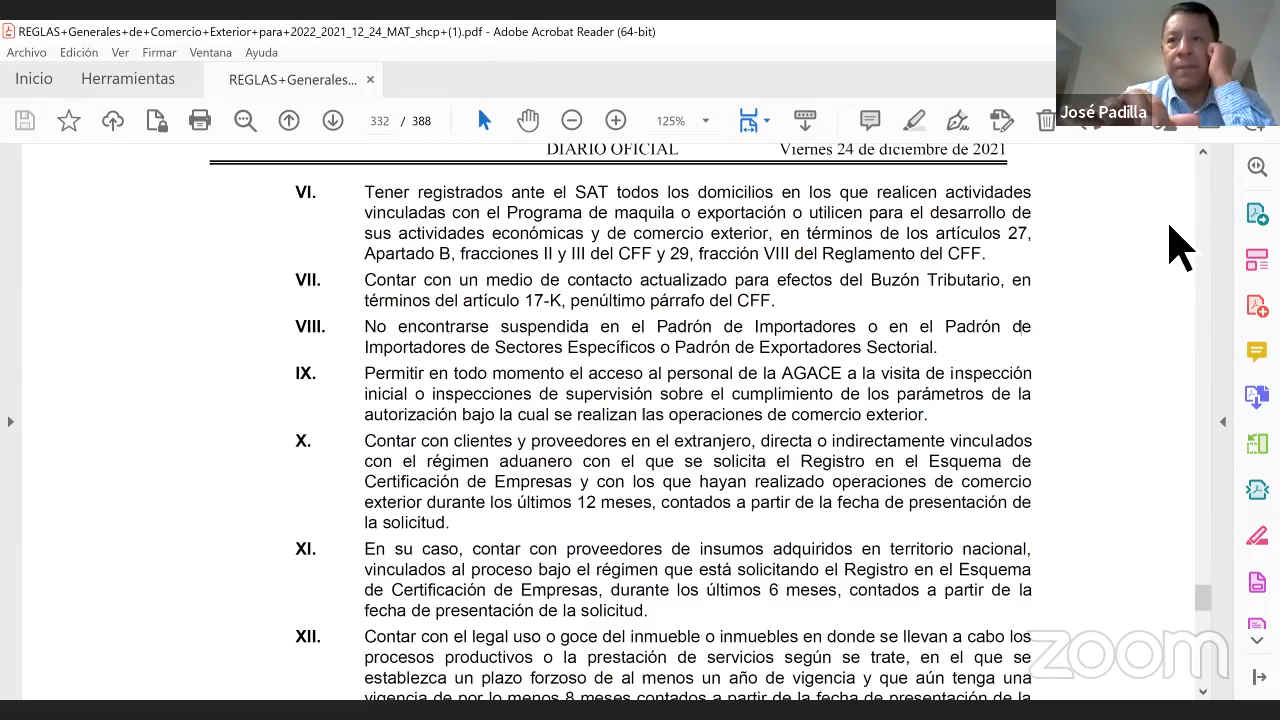 REGLAS+Generales+de+Comercio+Exterior+para+2022_2021_12_24_MAT_shcp+(1).pdf - Adobe Acrobat Reader (64-bit)
Archivo Edición Ver Firmar Ventana Ayuda
Inicio Herramientas REGLAS+Generales... ×
332 / 388 125%
José Padilla
DIARIO OFICIAL Viernes 24 de diciembre de 2021
VI. Tener registrados ante el SAT todos los domicilios en los que realicen actividades
vinculadas con el Programa de maquila o exportación o utilicen para el desarrollo de
sus actividades económicas y de comercio exterior, en términos de los artículos 27,
Apartado B, fracciones II y III del CFF y 29, fracción VIII del Reglamento del CFF.
VII. Contar con un medio de contacto actualizado para efectos del Buzón Tributario, en
términos del artículo 17-K, penúltimo párrafo del CFF.
VIII. No encontrarse suspendida en el Padrón de Importadores o en el Padrón de
Importadores de Sectores Específicos o Padrón de Exportadores Sectorial.
IX. Permitir en todo momento el acceso al personal de la AGACE a la visita de inspección
inicial o inspecciones de supervisión sobre el cumplimiento de los parámetros de la
autorización bajo la cual se realizan las operaciones de comercio exterior.
X. Contar con clientes y proveedores en el extranjero, directa o indirectamente vinculados
con el régimen aduanero con el que se solicita el Registro en el Esquema de
Certificación de Empresas y con los que hayan realizado operaciones de comercio
exterior durante los últimos 12 meses, contados a partir de la fecha de presentación de
la solicitud.
XI. En su caso, contar con proveedores de insumos adquiridos en territorio nacional,
vinculados al proceso bajo el régimen que está solicitando el Registro en el Esquema
de Certificación de Empresas, durante los últimos 6 meses, contados a partir de la
fecha de presentación de la solicitud.
XII. Contar con el legal uso o goce del inmueble o inmuebles en donde se llevan a cabo los
procesos productivos o la prestación de servicios según se trate, en el que se
establezca un plazo forzoso de al menos un año de vigencia y que aún tenga una
vigencia de por lo menos 8 meses contados a partir de la fecha de presentación de la
zoom